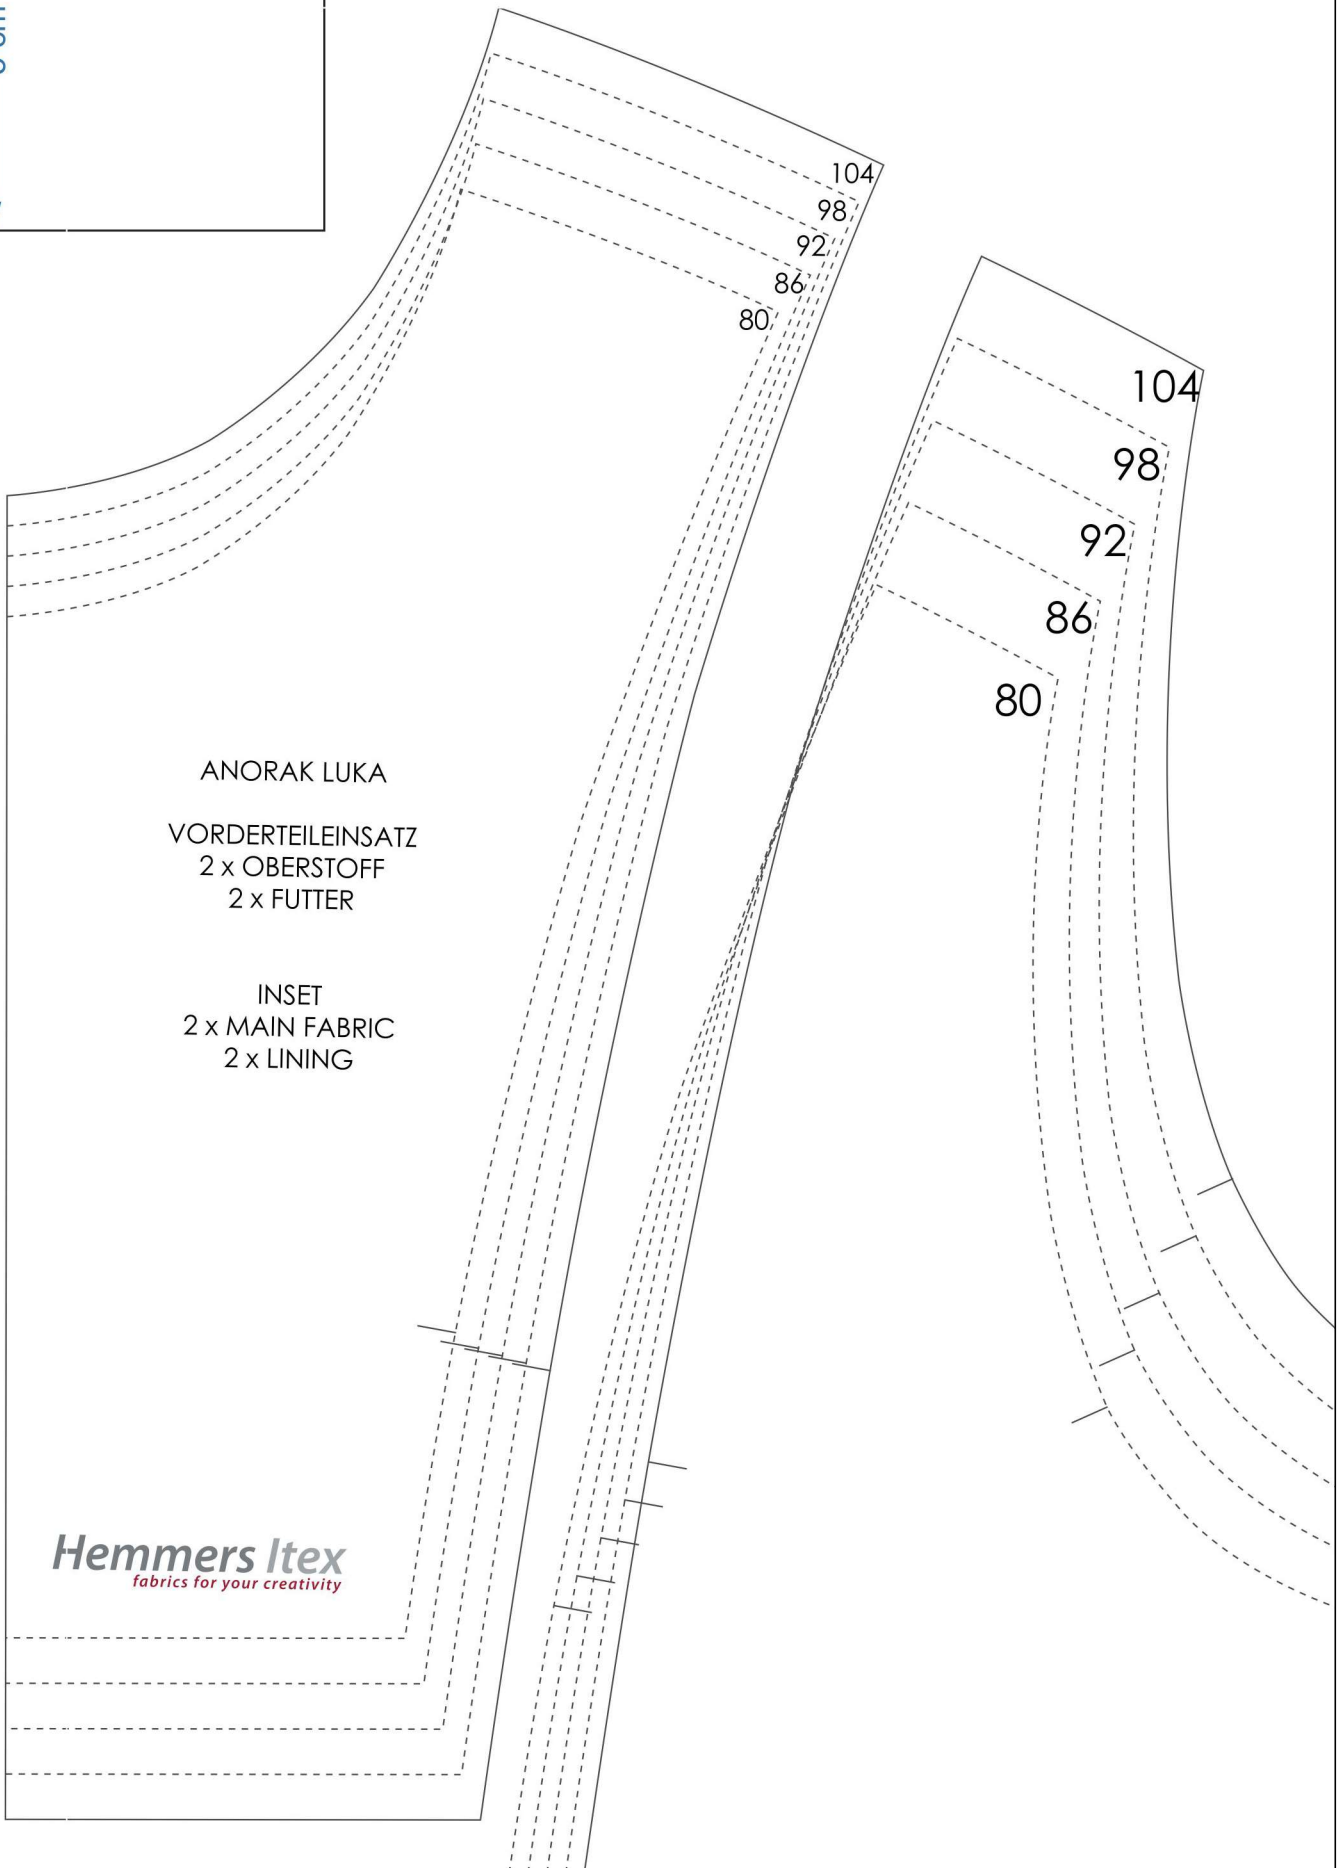 104
98
92
86
80
104
98
92
86
80
ANORAK LUKA
VORDERTEILEINSATZ
2 x OBERSTOFF
2 x FUTTER
INSET
2 x MAIN FABRIC
2 x LINING
Hemmers Itex
fabrics for your creativity